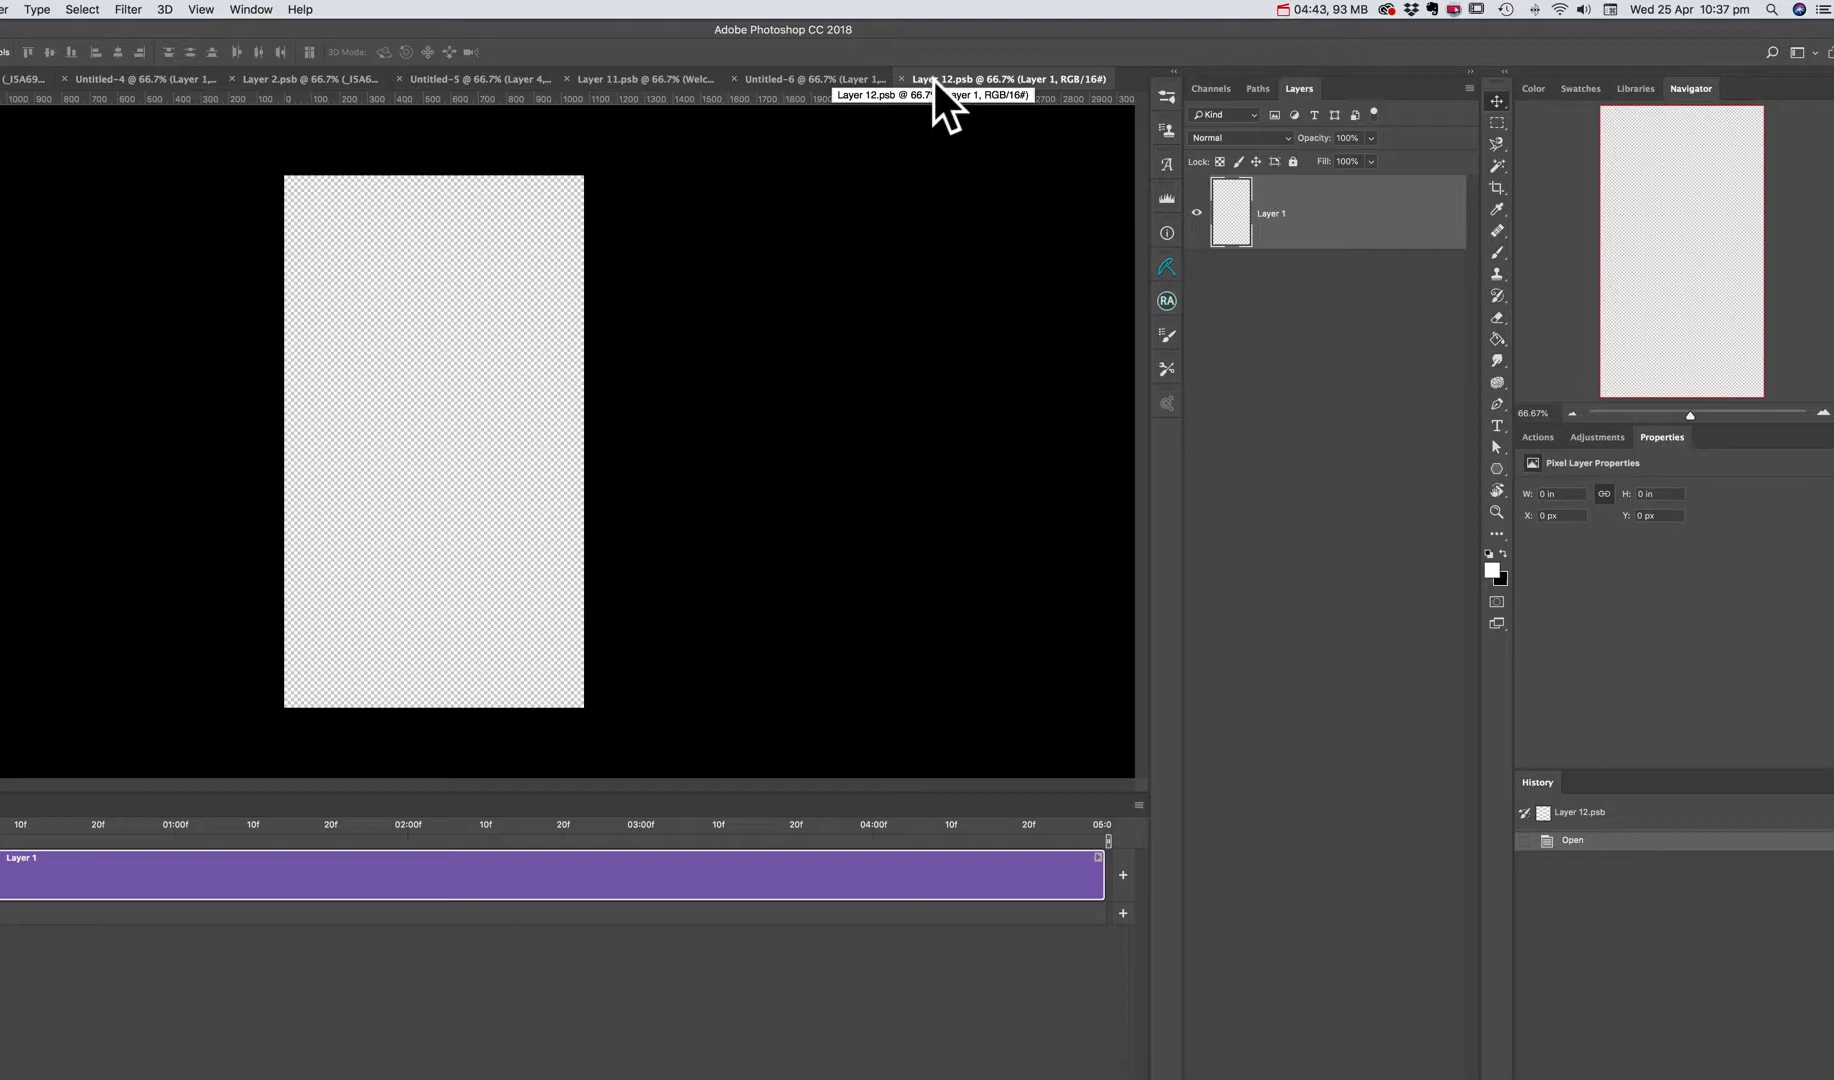 er Type Select Filter 3D View Window Help 04:43, 93 MB Wed 25 Apr 10:37 pm
Adobe Photoshop CC 2018
ols 3D Mode:
(_I5A69... × Untitled-4 @ 66.7% (Layer 1,... × Layer 2.psb @ 66.7% (_I5A6... × Untitled-5 @ 66.7% (Layer 4,... × Layer 11.psb @ 66.7% (Welc... × Untitled-6 @ 66.7% (Layer 1,... × Layer 12.psb @ 66.7% (Layer 1, RGB/16#)
Layer 12.psb @ 66.7% Layer 1, RGB/16#)
1000 900 800 700 600 500 400 300 200 100 0 100 200 300 400 500 600 700 800 900 1000 1100 1200 1300 1400 1500 1600 1700 1800 1900 2700 2800 2900 300
Channels Paths Layers
Kind
Normal Opacity: 100%
Lock: Fill: 100%
Layer 1
A
RA
Color Swatches Libraries Navigator
66.67%
Actions Adjustments Properties
Pixel Layer Properties
W: 0 in H: 0 in
X: 0 px Y: 0 px
T
History
Layer 12.psb
Open
10f 20f 01:00f 10f 20f 02:00f 10f 20f 03:00f 10f 20f 04:00f 10f 20f 05:0
Layer 1